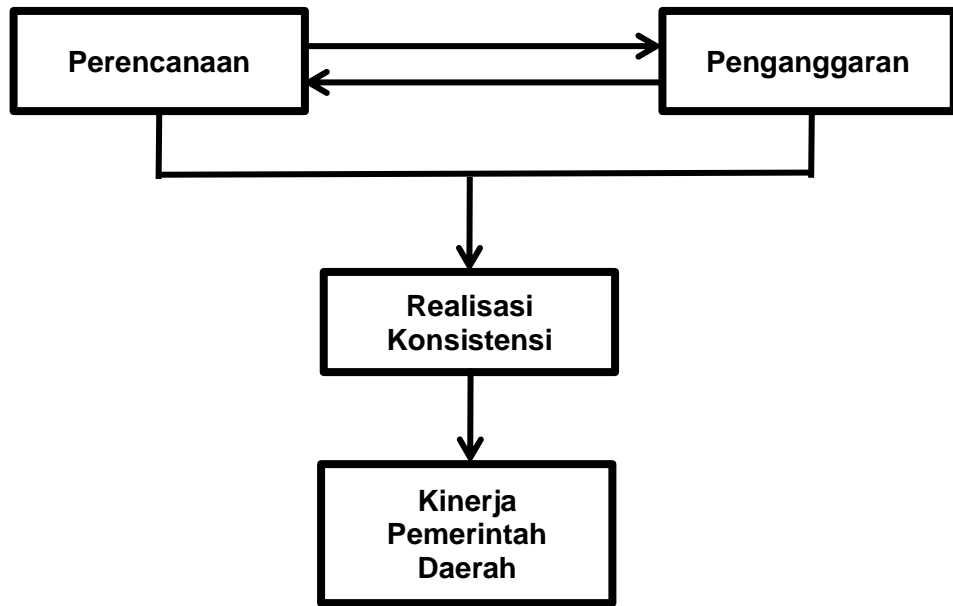 Perencanaan
Penganggaran
Realisasi
Konsistensi
Kinerja
Pemerintah
Daerah